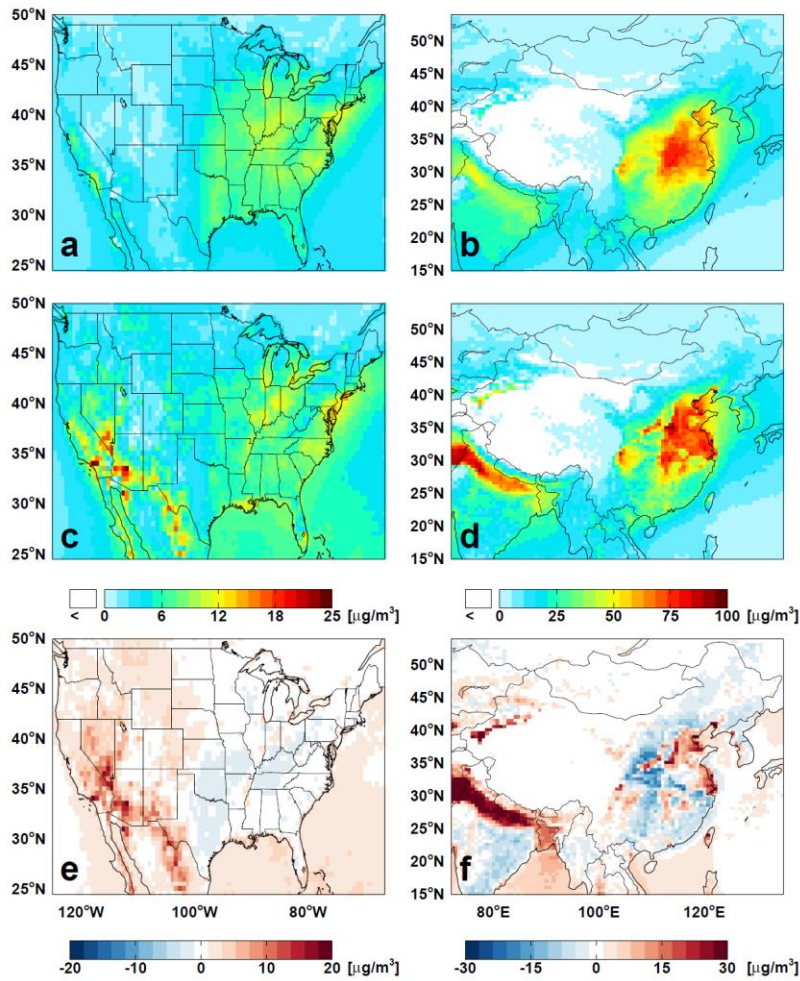 50°N
45°N
40°N
35°N
30°N
25°N
a
50°N
45°N
40°N
35°N
30°N
25°N
20°N
15°N
b
50°N
45°N
40°N
35°N
30°N
25°N
c
50°N
45°N
40°N
35°N
30°N
25°N
20°N
15°N
d
< 0 6 12 18 25 [µg/m³]
< 0 25 50 75 100 [µg/m³]
50°N
45°N
40°N
35°N
30°N
25°N
e
120°W 100°W 80°W
50°N
45°N
40°N
35°N
30°N
25°N
20°N
15°N
f
80°E 100°E 120°E
-20 -10 0 10 20 [µg/m³]
-30 -15 0 15 30 [µg/m³]